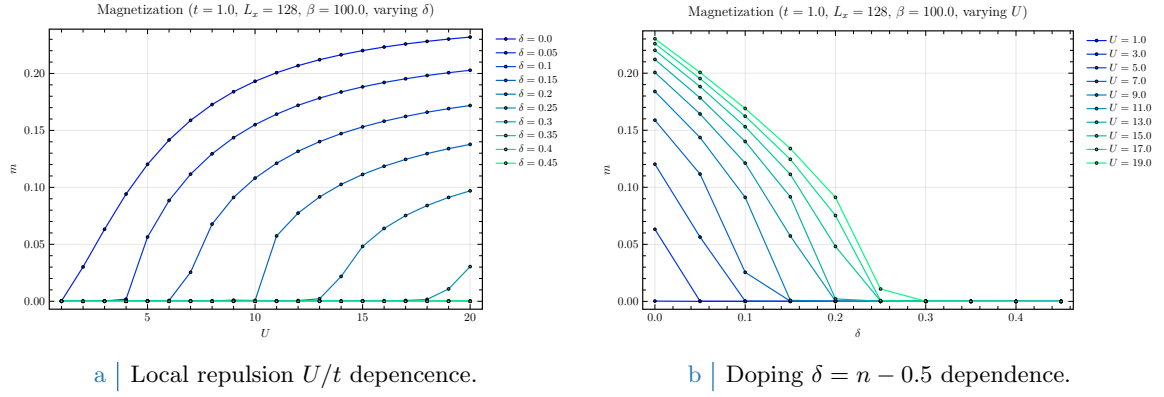 Magnetization (t = 1.0, Lₓ = 128, β = 100.0, varying δ)
m
0.20
0.15
0.10
0.05
0.00
5
10
15
20
U
δ = 0.0
δ = 0.05
δ = 0.1
δ = 0.15
δ = 0.2
δ = 0.25
δ = 0.3
δ = 0.35
δ = 0.4
δ = 0.45
a | Local repulsion U/t depencence.
Magnetization (t = 1.0, Lₓ = 128, β = 100.0, varying U)
m
0.20
0.15
0.10
0.05
0.00
0.0
0.1
0.2
0.3
0.4
δ
U = 1.0
U = 3.0
U = 5.0
U = 7.0
U = 9.0
U = 11.0
U = 13.0
U = 15.0
U = 17.0
U = 19.0
b | Doping δ = n − 0.5 dependence.